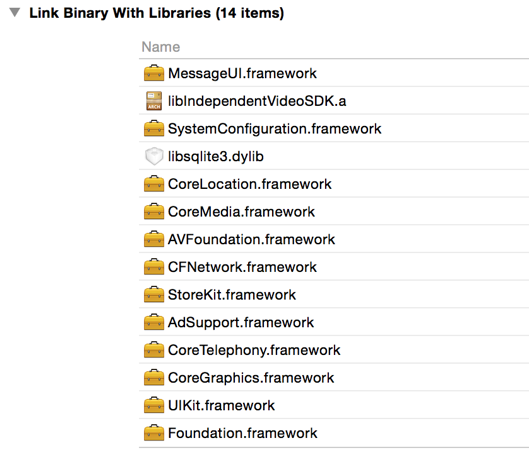 Link Binary With Libraries (14 items)
Name
MessageUI.framework
libIndependentVideoSDK.a
SystemConfiguration.framework
libsqlite3.dylib
CoreLocation.framework
CoreMedia.framework
AVFoundation.framework
CFNetwork.framework
StoreKit.framework
AdSupport.framework
CoreTelephony.framework
CoreGraphics.framework
UIKit.framework
Foundation.framework